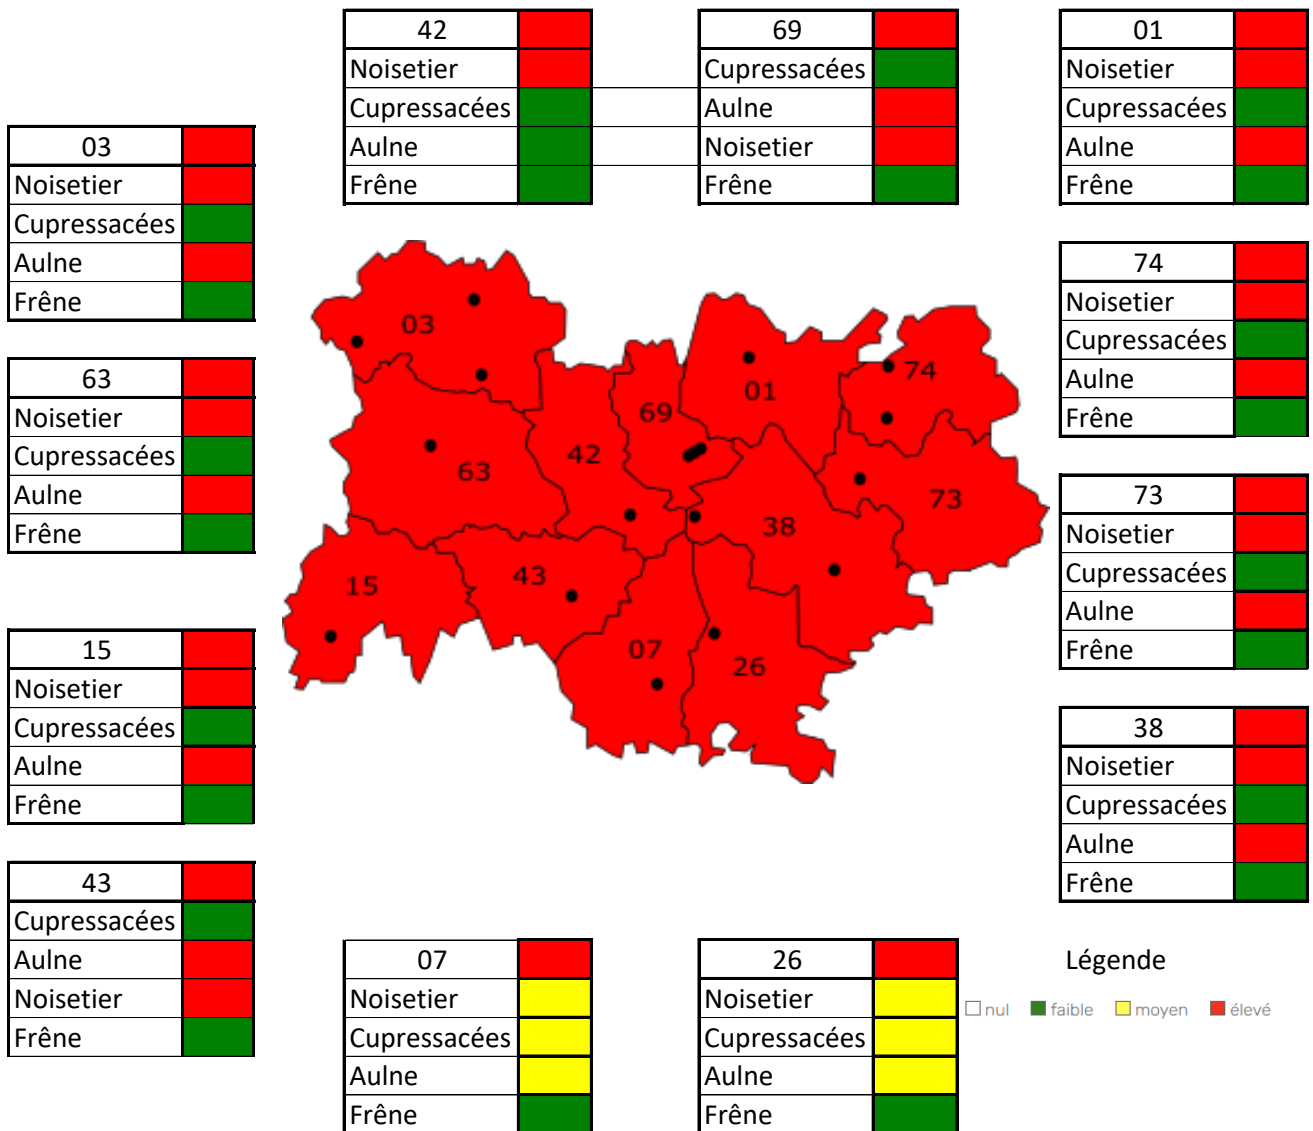 42
Noisetier
Cupressacées
Aulne
Frêne
69
Cupressacées
Aulne
Noisetier
Frêne
01
Noisetier
Cupressacées
Aulne
Frêne
03
Noisetier
Cupressacées
Aulne
Frêne
63
Noisetier
Cupressacées
Aulne
Frêne
15
Noisetier
Cupressacées
Aulne
Frêne
43
Cupressacées
Aulne
Noisetier
Frêne
03
01
74
69
42
63
73
38
43
15
07
26
74
Noisetier
Cupressacées
Aulne
Frêne
73
Noisetier
Cupressacées
Aulne
Frêne
38
Noisetier
Cupressacées
Aulne
Frêne
07
Noisetier
Cupressacées
Aulne
Frêne
26
Noisetier
Cupressacées
Aulne
Frêne
Légende
nul faible moyen élevé